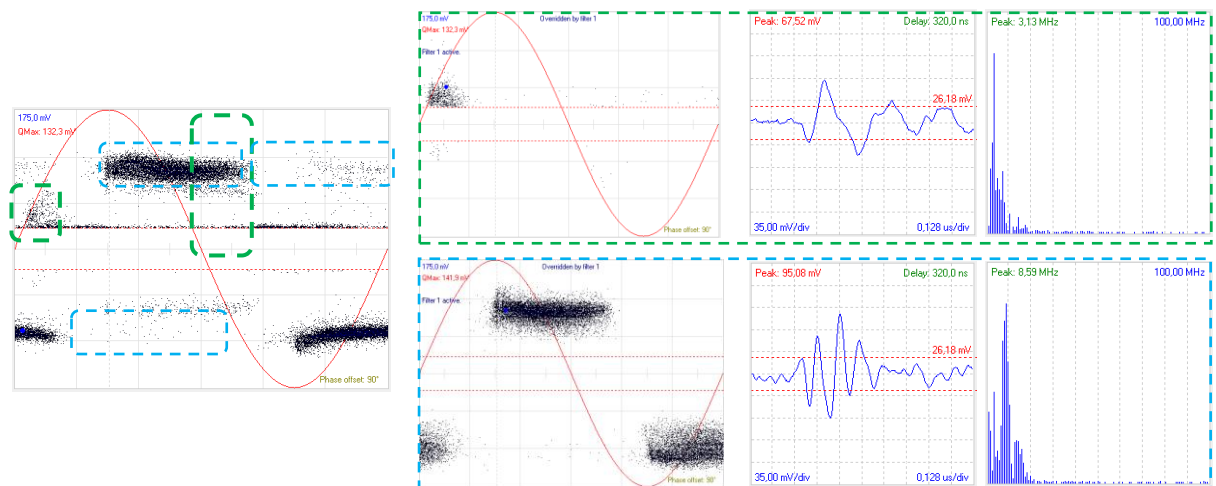 175,0 mV
QMax: 132,3 mV
Phase offset: 90°
175,0 mV
Overridden by filter 1
QMax: 132,3 mV
Filter 1 active
Phase offset: 90°
Peak: 67,52 mV
Delay: 320,0 ns
26,18 mV
35,00 mV/div
0,128 us/div
Peak: 3,13 MHz
100,00 MHz
175,0 mV
Overridden by filter 1
QMax: 141,9 mV
Filter 1 active
Phase offset: 90°
Peak: 95,08 mV
Delay: 320,0 ns
26,18 mV
35,00 mV/div
0,128 us/div
Peak: 8,59 MHz
100,00 MHz